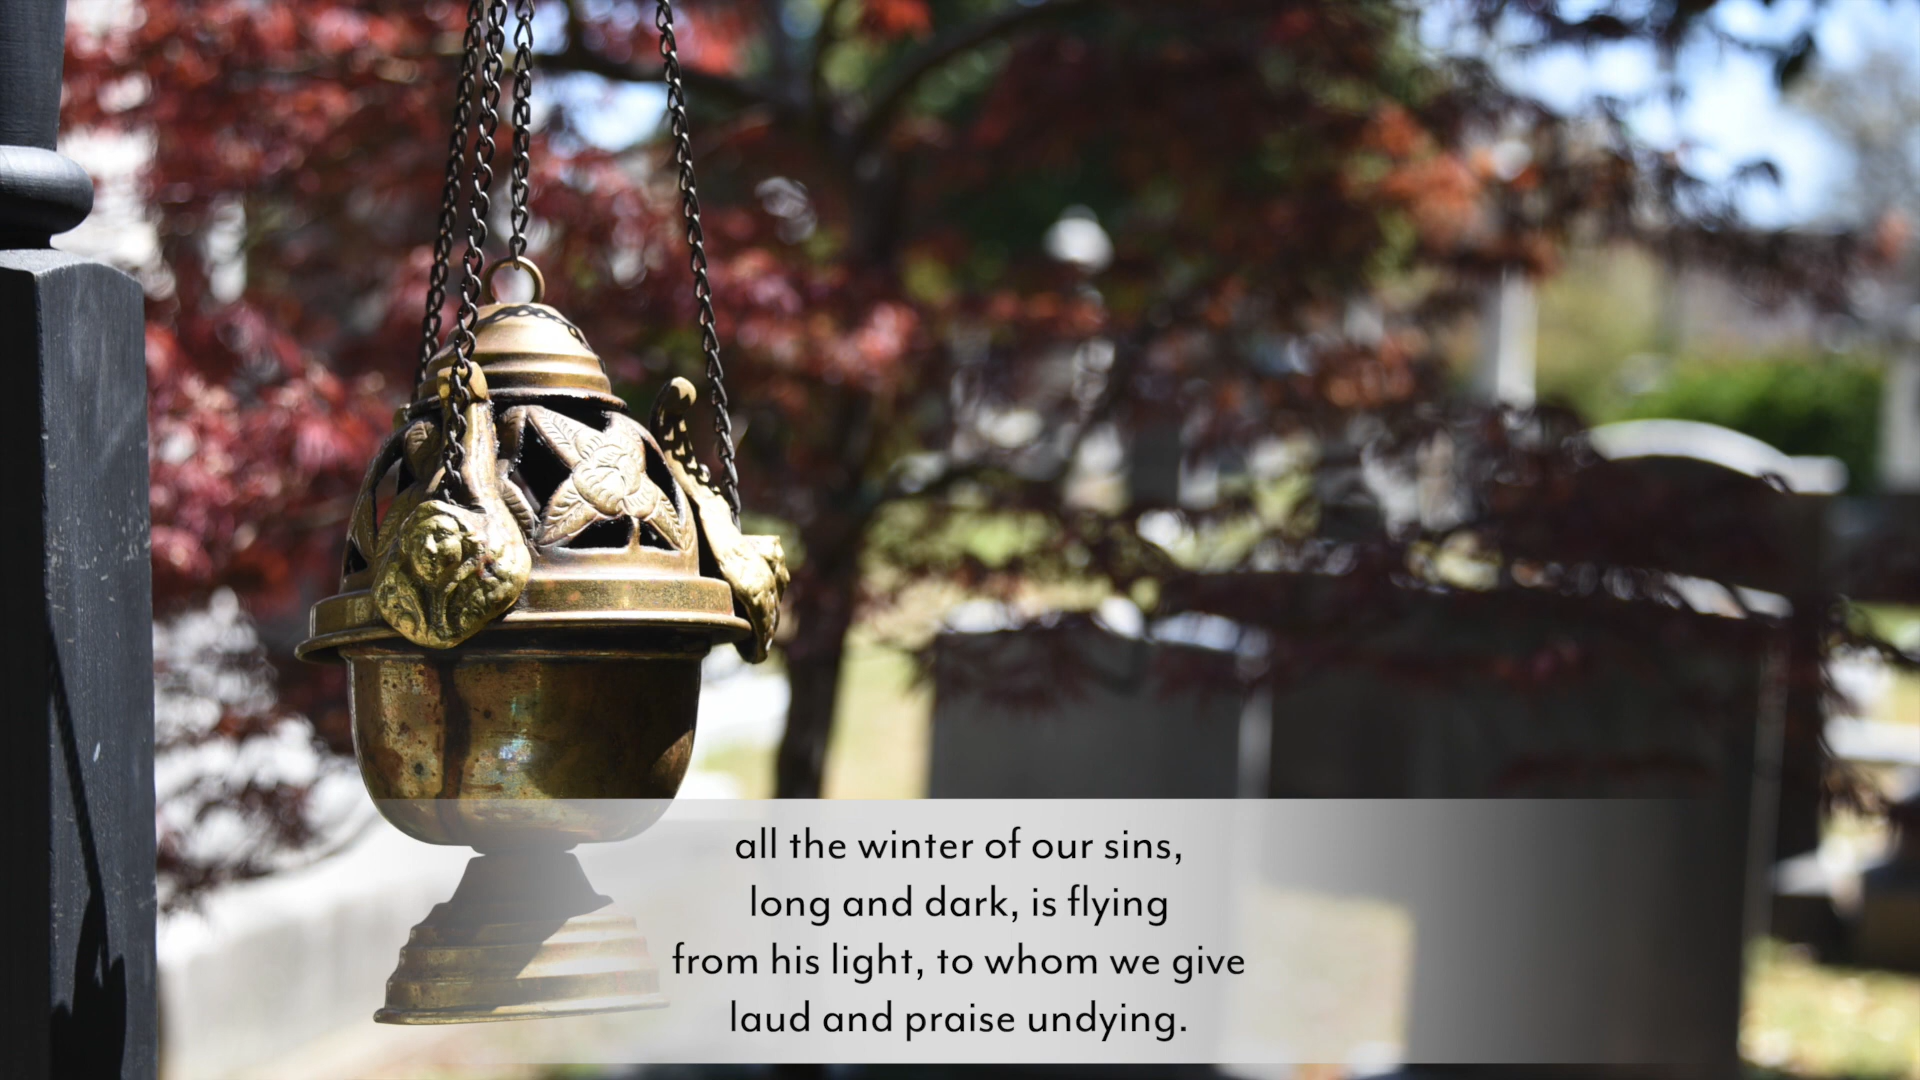 all the winter of our sins,
long and dark, is flying
from his light, to whom we give
laud and praise undying.